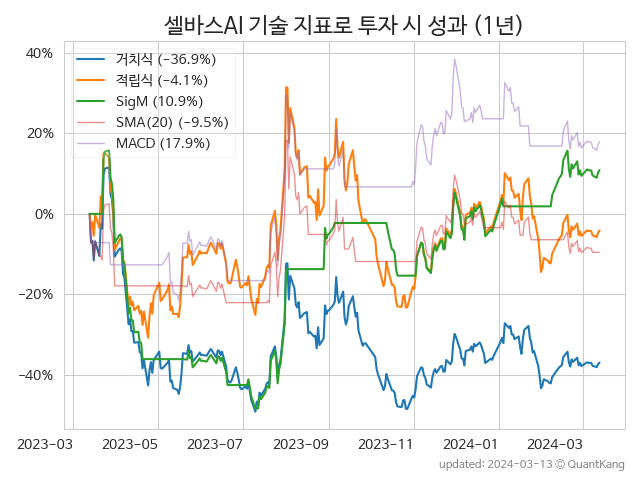 셀바스AI 기술 지표로 투자 시 성과 (1년)
40%
20%
0%
−20%
−40%
거치식 (−36.9%)
적립식 (−4.1%)
SigM (10.9%)
SMA(20) (−9.5%)
MACD (17.9%)
2023-03 2023-05 2023-07 2023-09 2023-11 2024-01 2024-03
updated: 2024-03-13 ⓒ QuantKang